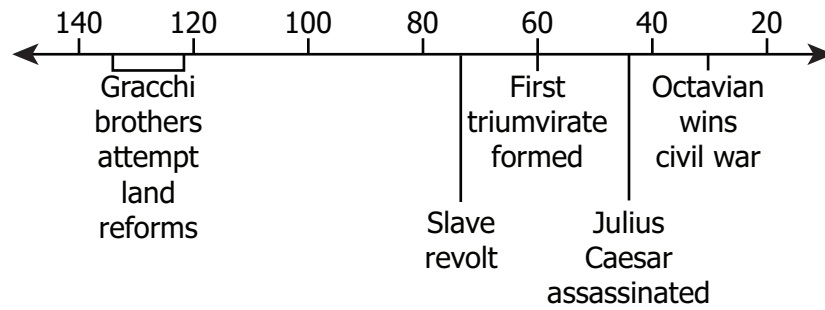 140 120 100 80 60 40 20
Gracchi
brothers
attempt
land
reforms
Slave
revolt
First
triumvirate
formed
Julius
Caesar
assassinated
Octavian
wins
civil war